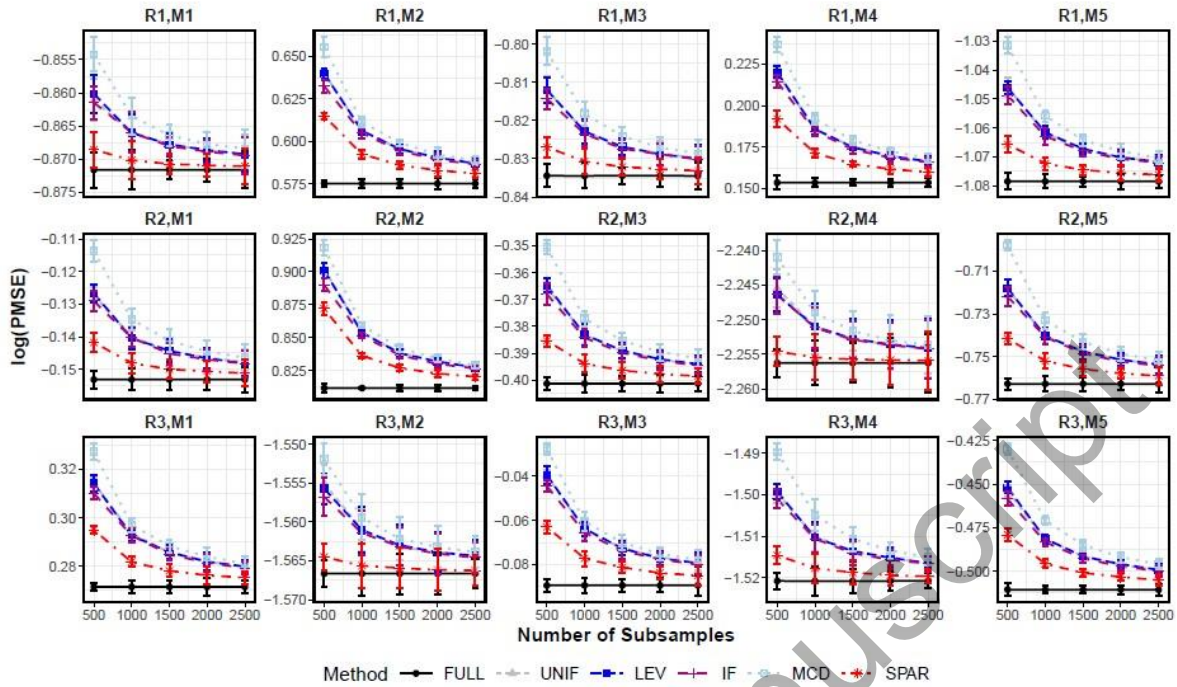 R1,M1 R1,M2 R1,M3 R1,M4 R1,M5
−0.855 −0.860 −0.865 −0.870 −0.875
0.650 0.625 0.600 0.575
−0.80 −0.81 −0.82 −0.83 −0.84
0.225 0.200 0.175 0.150
−1.03 −1.04 −1.05 −1.06 −1.07 −1.08
R2,M1 R2,M2 R2,M3 R2,M4 R2,M5
log(PMSE)
−0.11 −0.12 −0.13 −0.14 −0.15
0.925 0.900 0.875 0.850 0.825
−0.35 −0.36 −0.37 −0.38 −0.39 −0.40
−2.240 −2.245 −2.250 −2.255 −2.260
−0.71 −0.73 −0.75 −0.77
R3,M1 R3,M2 R3,M3 R3,M4 R3,M5
0.32 0.30 0.28
−1.550 −1.555 −1.560 −1.565 −1.570
−0.04 −0.06 −0.08
−1.49 −1.50 −1.51 −1.52
−0.425 −0.450 −0.475 −0.500
500 1000 1500 2000 2500 500 1000 1500 2000 2500 500 1000 1500 2000 2500 500 1000 1500 2000 2500 500 1000 1500 2000 2500
Number of Subsamples
Method FULL UNIF LEV IF MCD SPAR
uscript